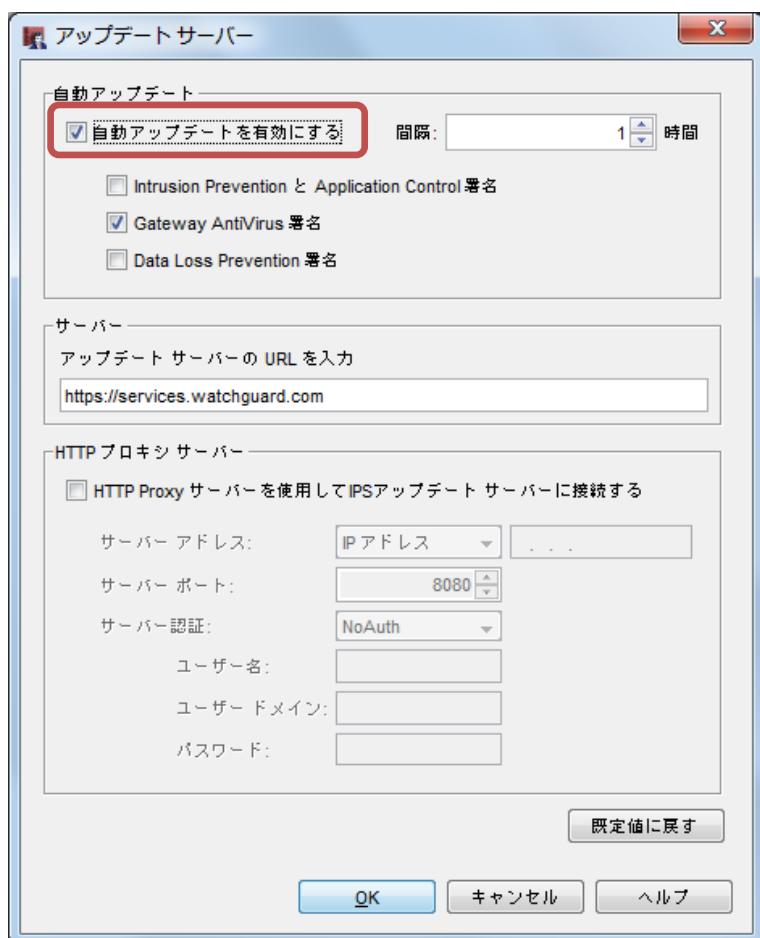 アップデート サーバー
自動アップデート
自動アップデートを有効にする 間隔: 1 時間
Intrusion Prevention と Application Control 署名
Gateway AntiVirus 署名
Data Loss Prevention 署名
サーバー
アップデート サーバーの URL を入力
https://services.watchguard.com
HTTP プロキシ サーバー
HTTP Proxy サーバーを使用してIPSアップデート サーバーに接続する
サーバー アドレス: IP アドレス . . .
サーバー ポート: 8080
サーバー認証: NoAuth
ユーザー名:
ユーザー ドメイン:
パスワード:
既定値に戻す
OK キャンセル ヘルプ